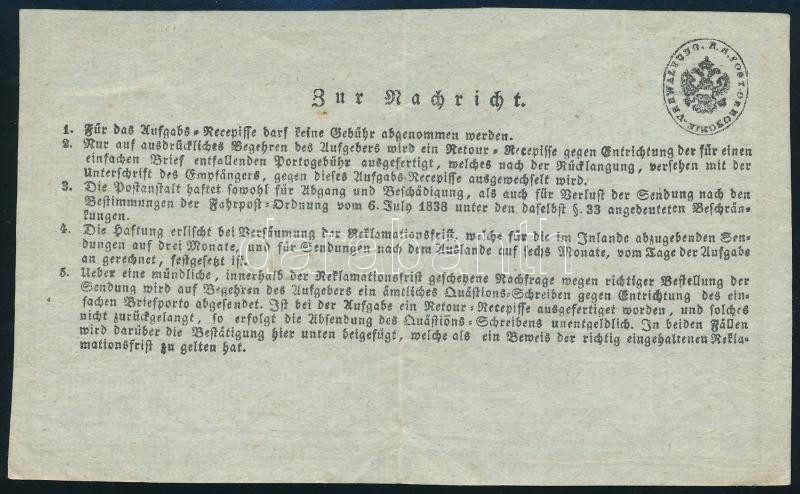 K. K. POST-OEKONOMIE-VERWALTUNG.
Zur Nachricht.
1. Für das Aufgabs-Recepisse darf keine Gebühr abgenommen werden.
2. Nur auf ausdrückliches Begehren des Aufgebers wird ein Retour-Recepisse gegen Entrichtung der für einen
einfachen Brief entfallenden Portogebühr ausgefertigt, welches nach der Rücklangung, versehen mit der
Unterschrift des Empfängers, gegen dieses Aufgabs-Recepisse ausgewechselt wird.
3. Die Postanstalt haftet sowohl für Abgang und Beschädigung, als auch für Verlust der Sendung nach den
Bestimmungen der Fahrpost-Ordnung vom 6. July 1838 unter den daselbst §. 33 angedeuteten Beschrän-
kungen.
4. Die Haftung erlischt bei Versäumung der Reklamationsfrist, welche für die im Inlande abzugebenden Sen-
dungen auf drei Monate, und für Sendungen nach dem Auslande auf sechs Monate, vom Tage der Aufgabe
an gerechnet, festgesetzt ist.
5. Ueber eine mündliche, innerhalb der Reklamationsfrist geschehene Nachfrage wegen richtiger Bestellung der
Sendung wird auf Begehren des Aufgebers ein ämtliches Quästions-Schreiben gegen Entrichtung des ein-
fachen Briefporto abgesendet. Ist bei der Aufgabe ein Retour-Recepisse ausgefertiget worden, und solches
nicht zurückgelangt, so erfolgt die Absendung des Quästions-Schreibens unentgeldlich. In beiden Fällen
wird darüber die Bestätigung hier unten beigefügt, welche als ein Beweis der richtig eingehaltenen Rekla-
mationsfrist zu gelten hat.